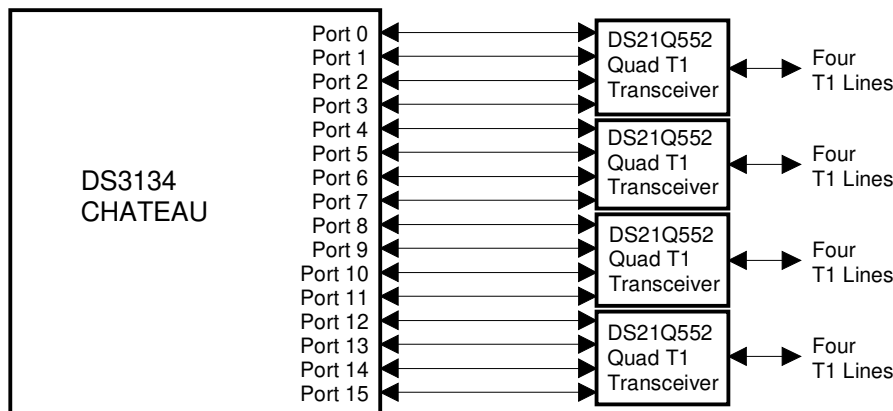 Port 0
Port 1
Port 2
Port 3
Port 4
Port 5
Port 6
Port 7
Port 8
Port 9
Port 10
Port 11
Port 12
Port 13
Port 14
Port 15
DS3134
CHATEAU
DS21Q552
Quad T1
Transceiver
Four
T1 Lines
DS21Q552
Quad T1
Transceiver
Four
T1 Lines
DS21Q552
Quad T1
Transceiver
Four
T1 Lines
DS21Q552
Quad T1
Transceiver
Four
T1 Lines